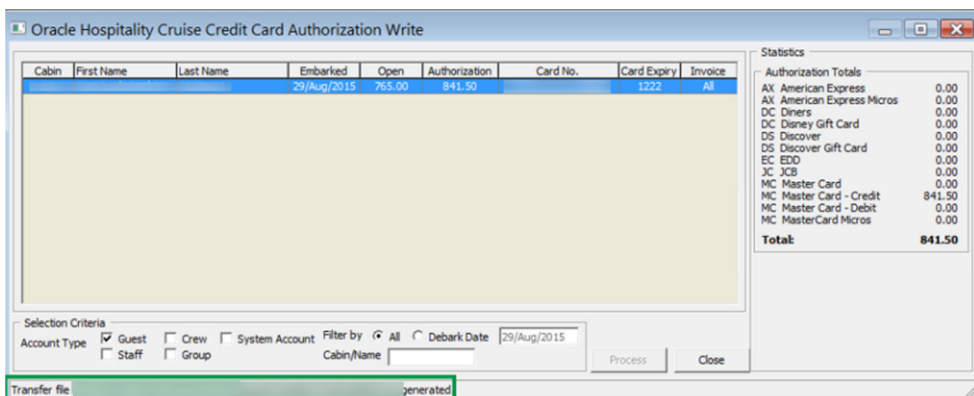 Oracle Hospitality Cruise Credit Card Authorization Write
Cabin First Name Last Name Embarked Open Authorization Card No. Card Expiry Invoice
29/Aug/2015 765.00 841.50 1222 All
Statistics
Authorization Totals
AX American Express 0.00
AX American Express Micros 0.00
DC Diners 0.00
DC Disney Gift Card 0.00
DS Discover 0.00
DS Discover Gift Card 0.00
EC EDD 0.00
JC JCB 0.00
MC Master Card 0.00
MC Master Card - Credit 841.50
MC Master Card - Debit 0.00
MC MasterCard Micros 0.00
Total: 841.50
Selection Criteria
Account Type Guest Crew System Account Filter by All Debark Date 29/Aug/2015
Staff Group Cabin/Name
Process Close
Transfer file generated